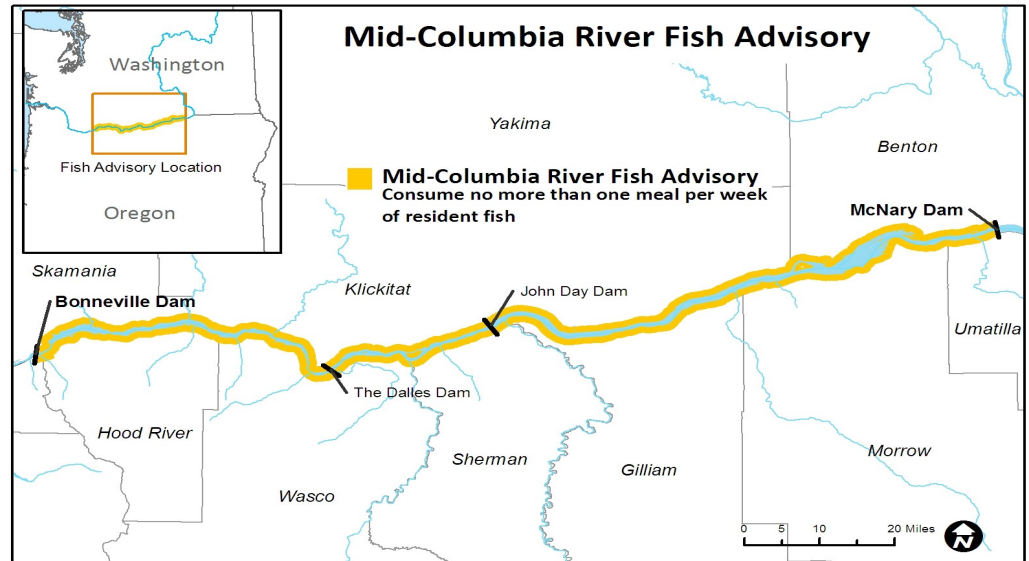 Mid-Columbia River Fish Advisory
Washington
Fish Advisory Location
Oregon
Yakima
Benton
Mid-Columbia River Fish Advisory
Consume no more than one meal per week
of resident fish
McNary Dam
Skamania
Bonneville Dam
Klickitat
John Day Dam
Umatilla
The Dalles Dam
Hood River
Sherman
Gilliam
Morrow
Wasco
0 5 10 20 Miles
N